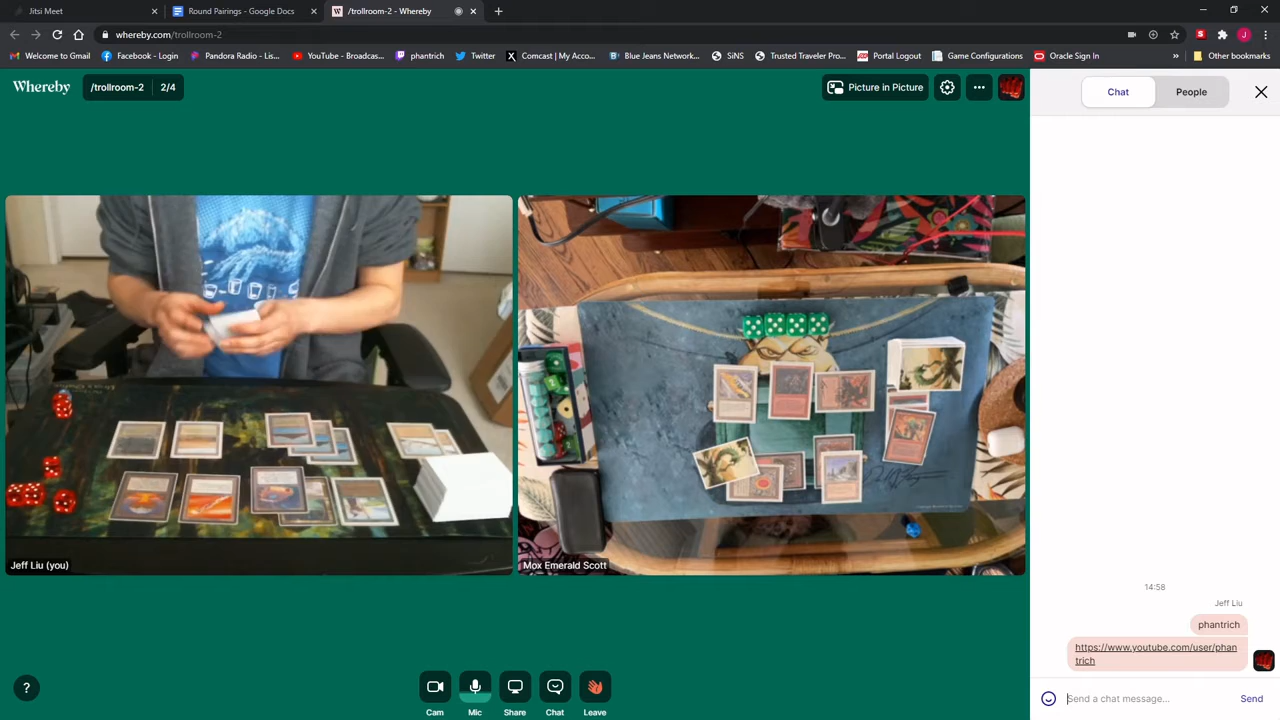 Jitsi Meet
Round Pairings - Google Docs
/trollroom-2 - Whereby
whereby.com/trollroom-2
Welcome to Gmail
Facebook
Pandora Radio - Lis...
YouTube - Broadcas...
phantrich
Twitter
Comcast | My Acco...
Blue Jeans Network...
SiNS
Trusted Traveler Pro...
Portal Logout
Game Configurations
Oracle Sign In
»
Other bookmarks
Whereby
/trollroom-2
2/4
Picture in Picture
Chat
People
Jeff Liu (you)
Mox Emerald Scott
14:58
Jeff Liu
phantrich
https://www.youtube.com/user/phan
trich
Send a chat message...
Send
?
Cam
Mic
Share
Chat
Leave